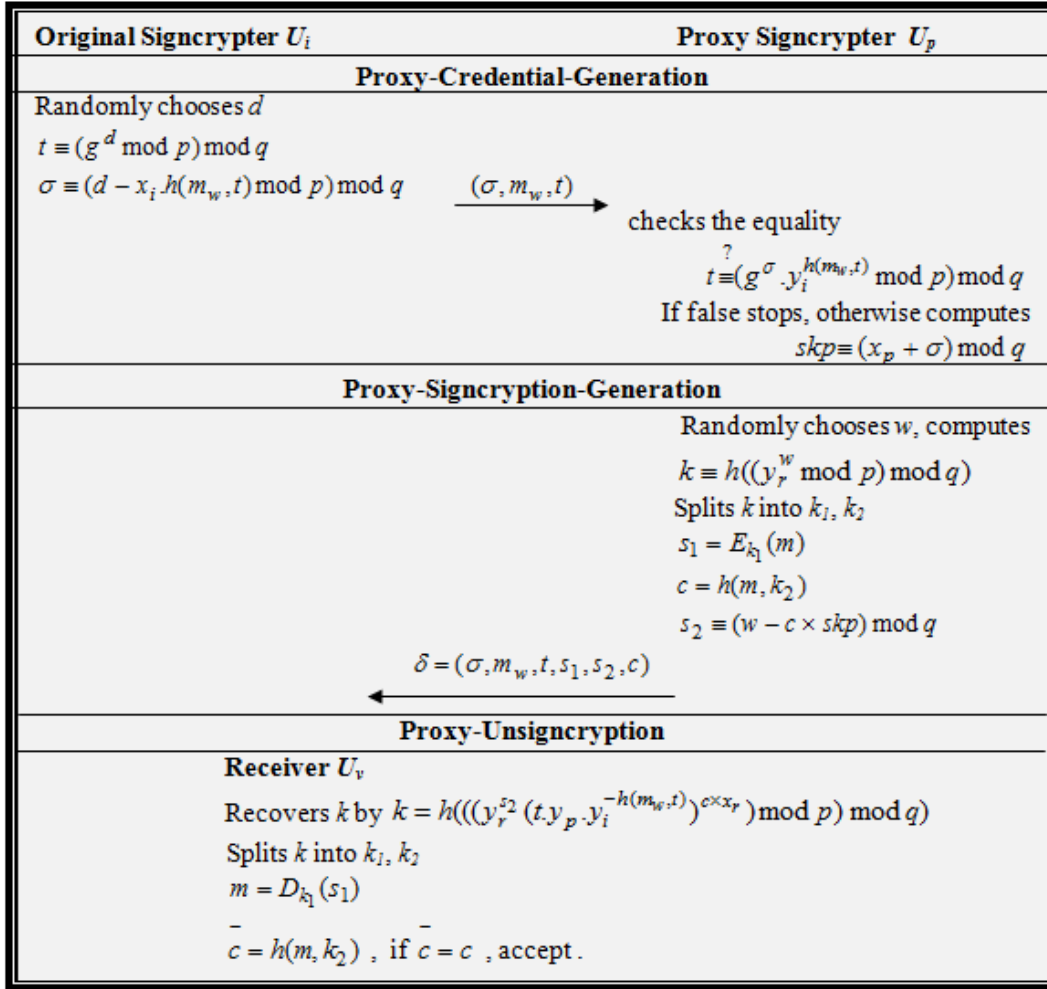 Original Signcrypter U_i Proxy Signcrypter U_p
Proxy-Credential-Generation
Randomly chooses d
t ≡ (g^d mod p) mod q
σ ≡ (d − x_i.h(m_w,t) mod p) mod q (σ,m_w,t)
checks the equality
t ≡? (g^σ .y_i^{h(m_w,t)} mod p) mod q
If false stops, otherwise computes
skp ≡ (x_p + σ) mod q
Proxy-Signcryption-Generation
Randomly chooses w, computes
k ≡ h((y_r^w mod p) mod q)
Splits k into k_1, k_2
s_1 = E_{k_1}(m)
c = h(m,k_2)
s_2 ≡ (w − c × skp) mod q
δ = (σ,m_w,t,s_1,s_2,c)
Proxy-Unsigncryption
Receiver U_v
Recovers k by k = h(((y_r^{s_2} (t.y_p.y_i^{−h(m_w,t)})^{c×x_r}) mod p) mod q)
Splits k into k_1, k_2
m = D_{k_1}(s_1)
c̄ = h(m,k_2) , if c̄ = c , accept .